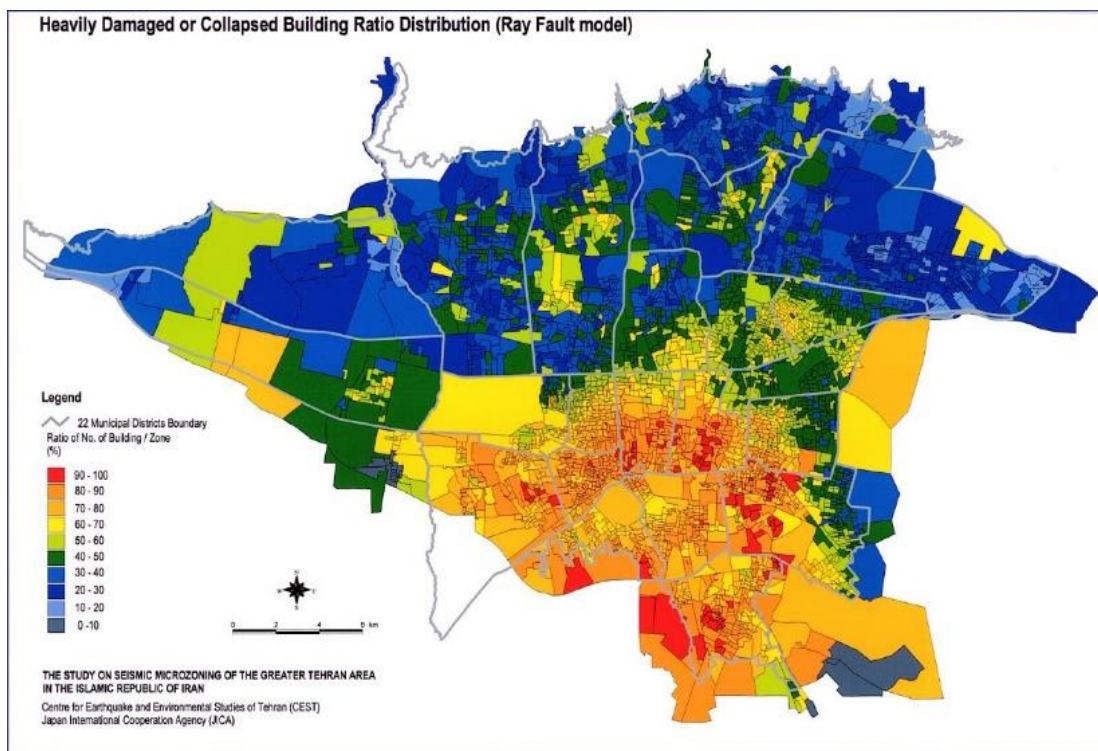 Heavily Damaged or Collapsed Building Ratio Distribution (Ray Fault model)
Legend
22 Municipal Districts Boundary
Ratio of No. of Building / Zone
(%)
90 - 100
80 - 90
70 - 80
60 - 70
50 - 60
40 - 50
30 - 40
20 - 30
10 - 20
0 -10
N
W
E
S
0 2 4 6 km
THE STUDY ON SEISMIC MICROZONING OF THE GREATER TEHRAN AREA
IN THE ISLAMIC REPUBLIC OF IRAN
Centre for Earthquake and Environmental Studies of Tehran (CEST)
Japan International Cooperation Agency (JICA)